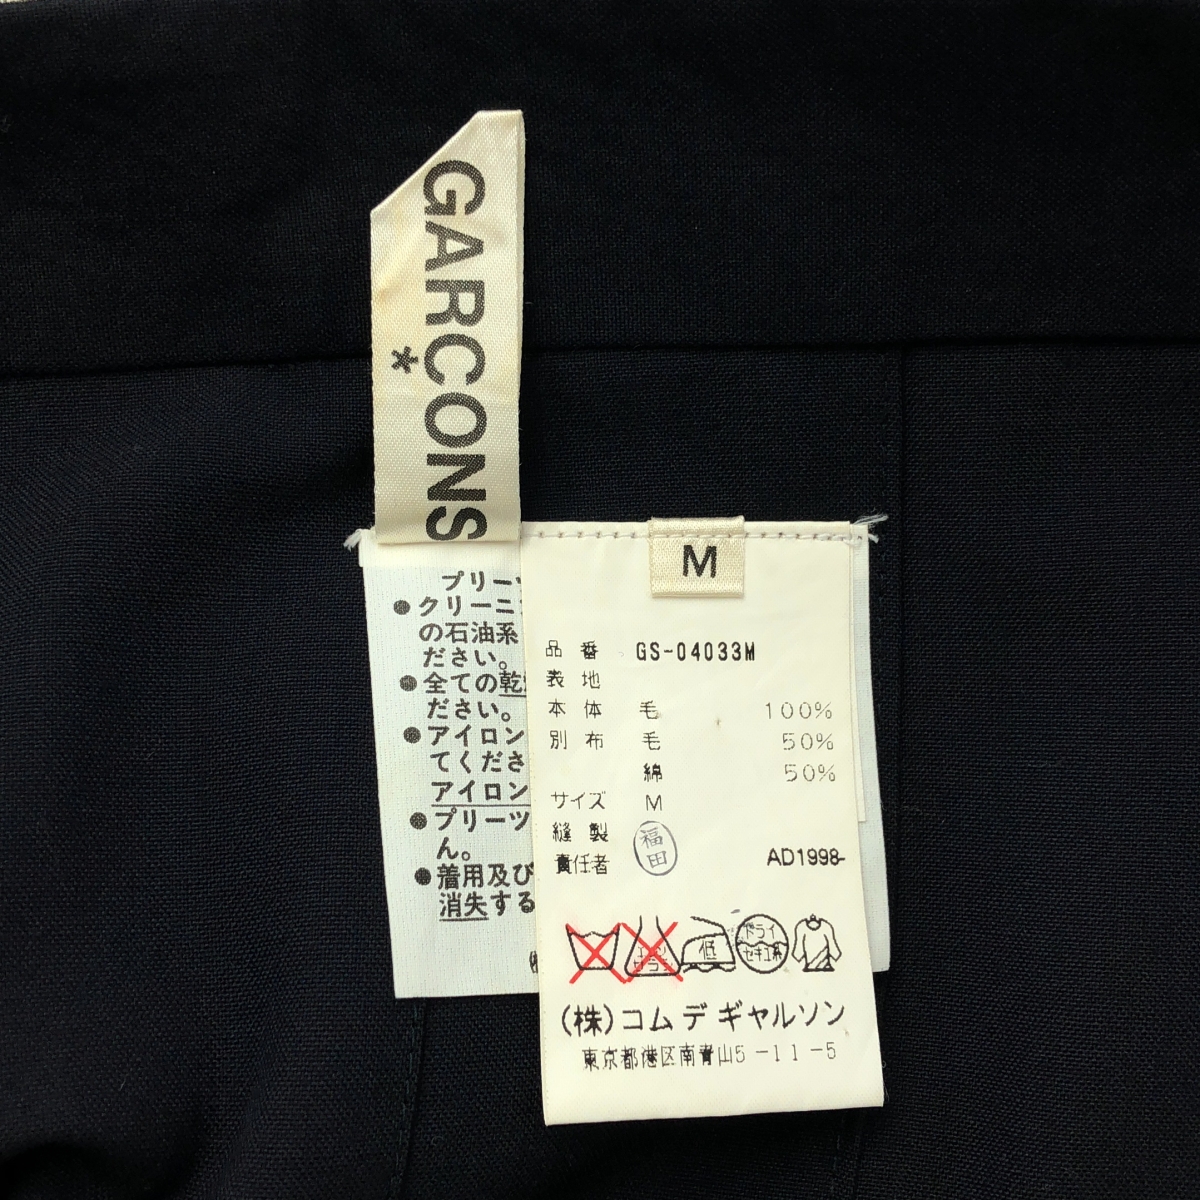 GARCONS
*
M
プリーツ
●クリーニ
の石油系
ださい。
●全ての乾
ださい。
●アイロン
てくださ
アイロン
●プリーツ
ん。
●着用及び
消失する
品番 GS-04033M
表地
本体 毛 100%
別布 毛 50%
綿 50%
サイズ M
縫製 福田
責任者 AD1998-
低
ドライ
セキユ系
(株)コム デ ギャルソン
東京都港区南青山5-11-5